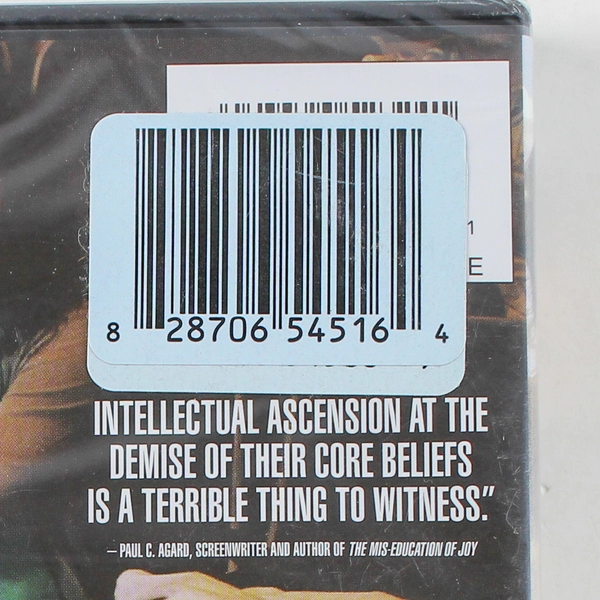 1
E
8 28706 54516 4
INTELLECTUAL ASCENSION AT THE
DEMISE OF THEIR CORE BELIEFS
IS A TERRIBLE THING TO WITNESS."
– PAUL C. AGARD, SCREENWRITER AND AUTHOR OF THE MIS-EDUCATION OF JOY